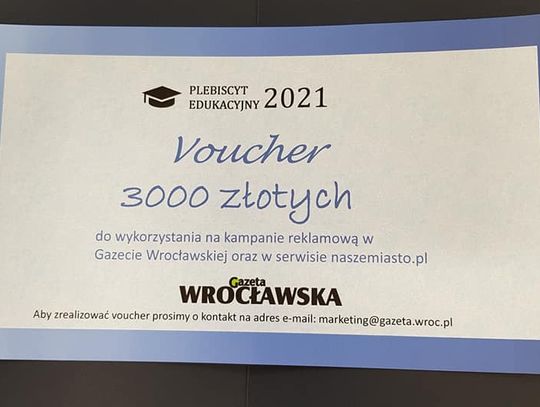 PLEBISCYT
EDUKACYJNY 2021
Voucher
3000 złotych
do wykorzystania na kampanie reklamową w
Gazecie Wrocławskiej oraz w serwisie naszemiasto.pl
Gazeta
WROCŁAWSKA
Aby zrealizować voucher prosimy o kontakt na adres e-mail: marketing@gazeta.wroc.pl